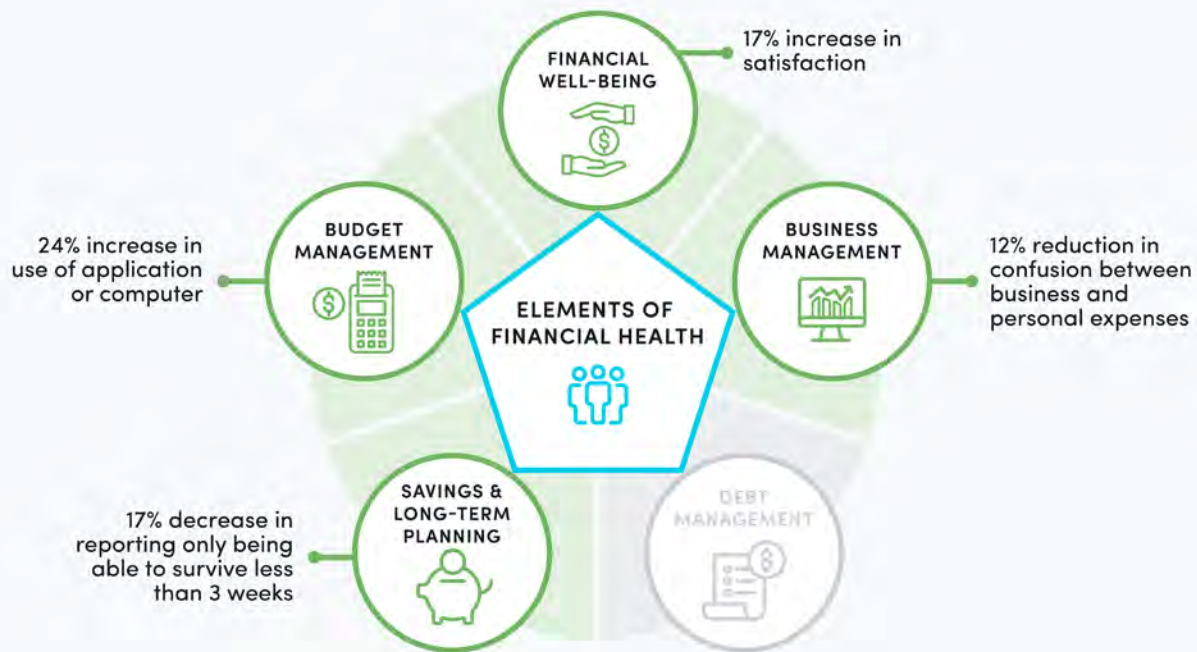 FINANCIAL
WELL-BEING
17% increase in
satisfaction
BUDGET
MANAGEMENT
24% increase in
use of application
or computer
BUSINESS
MANAGEMENT
12% reduction in
confusion between
business and
personal expenses
ELEMENTS OF
FINANCIAL HEALTH
SAVINGS &
LONG-TERM
PLANNING
17% decrease in
reporting only being
able to survive less
than 3 weeks
DEBT
MANAGEMENT